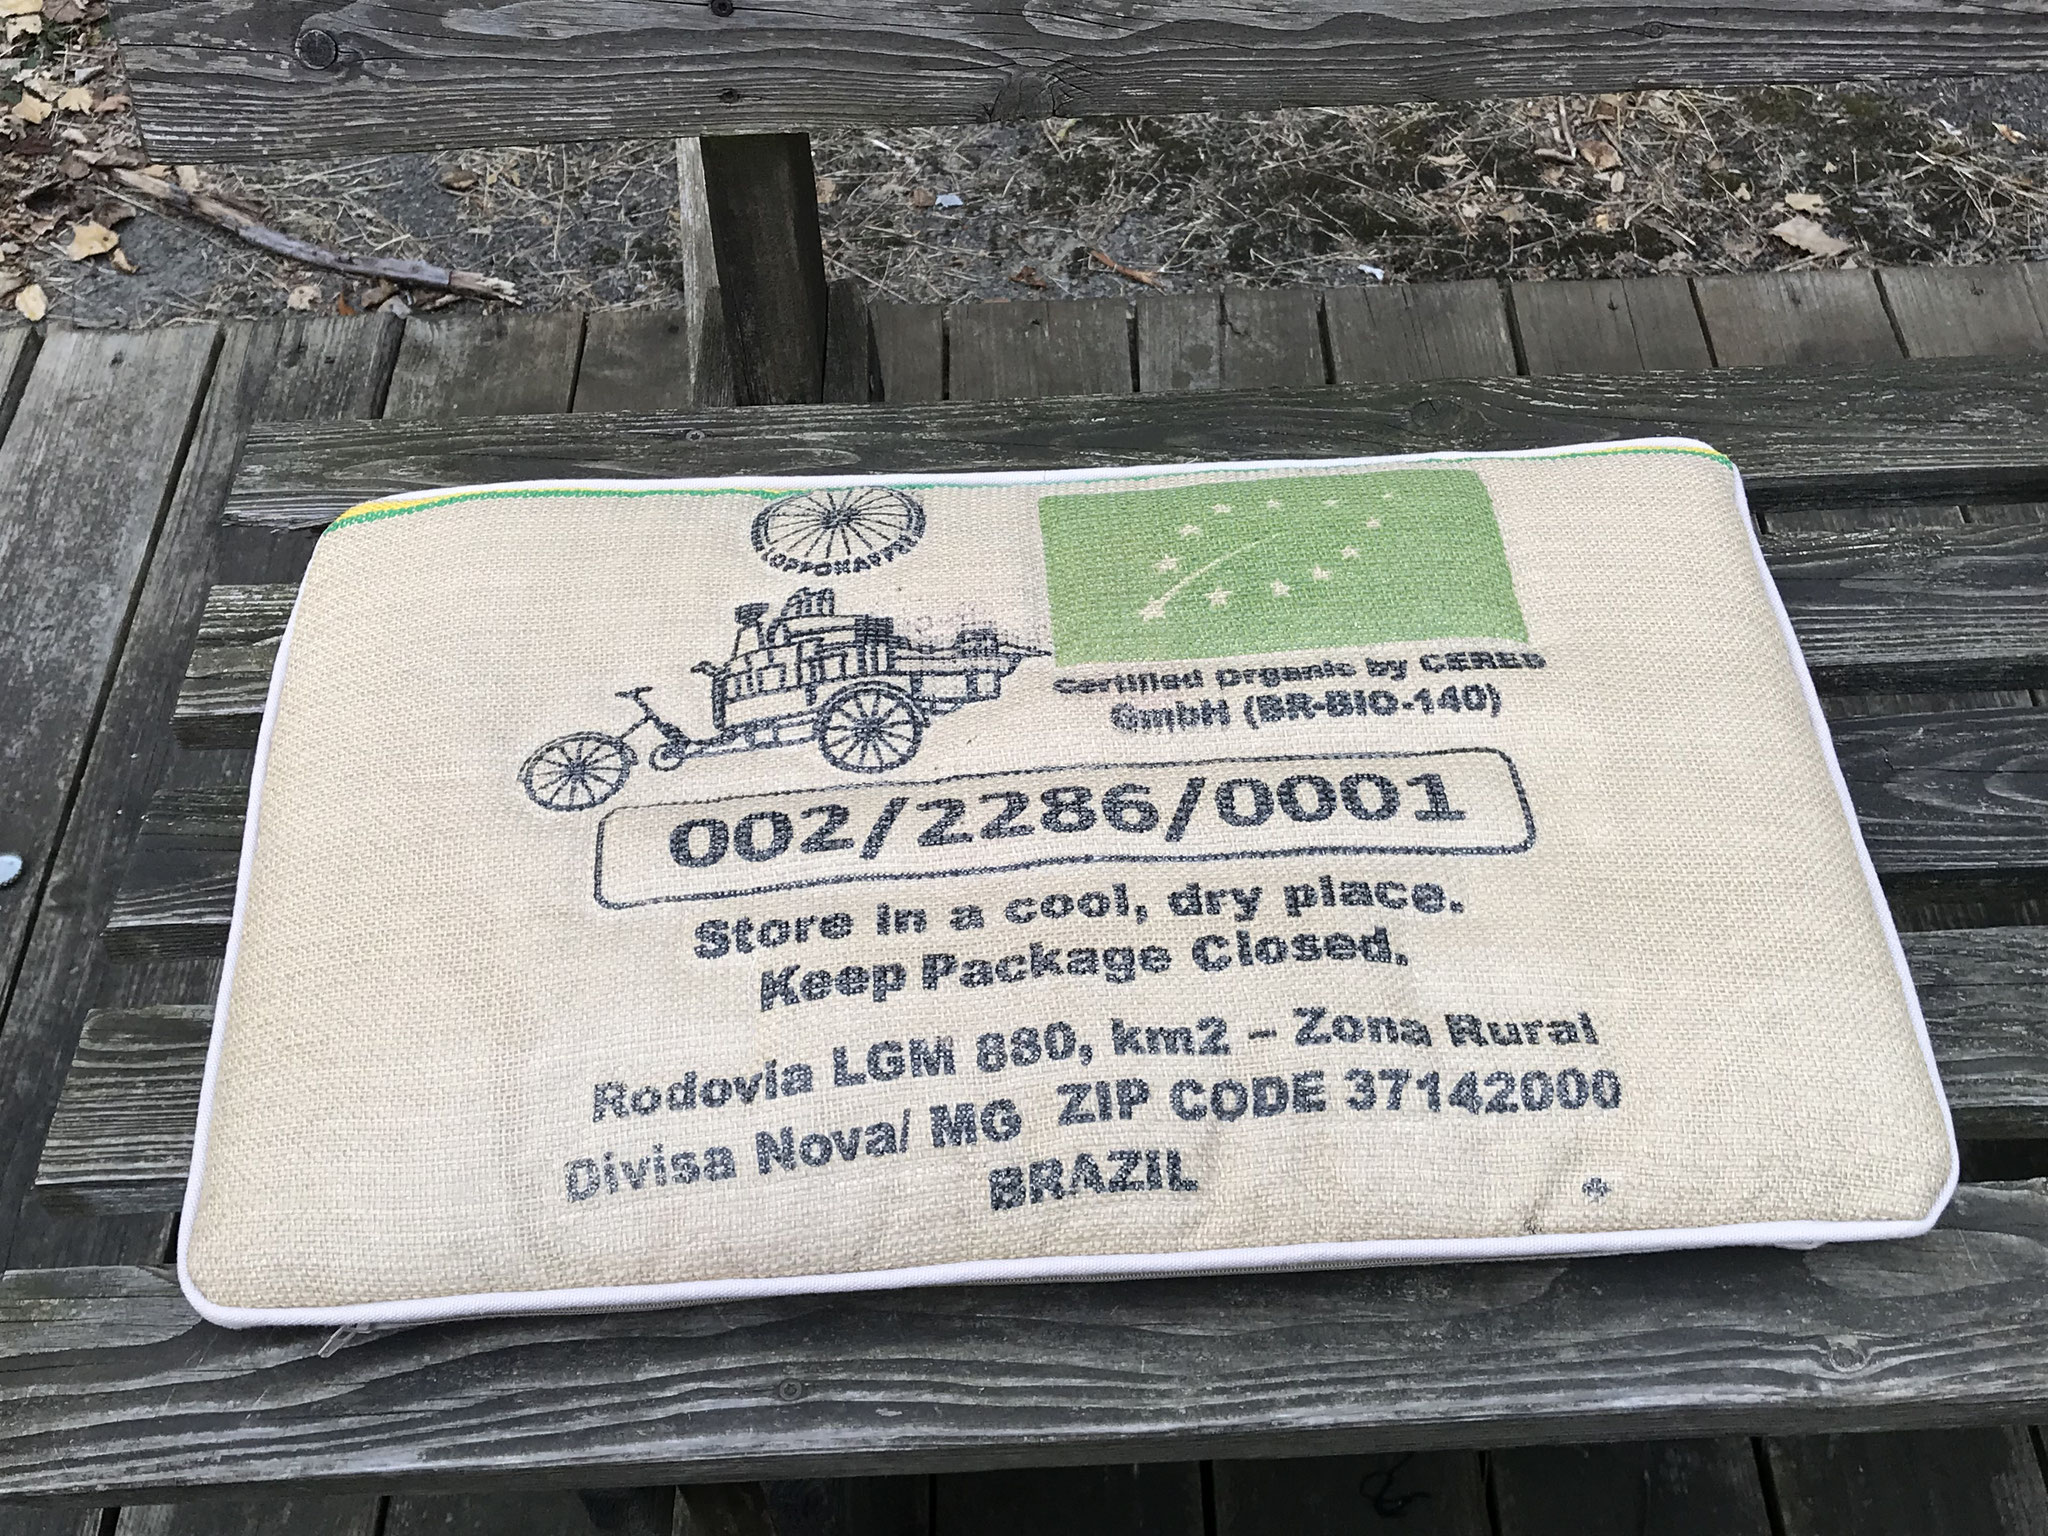 Certified Organic by CERES
GmbH (BR-BIO-140)
002/2286/0001
Store in a cool, dry place.
Keep Package Closed.
Rodovia LGM 880, km2 – Zona Rural
Divisa Nova/ MG ZIP CODE 37142000
BRAZIL